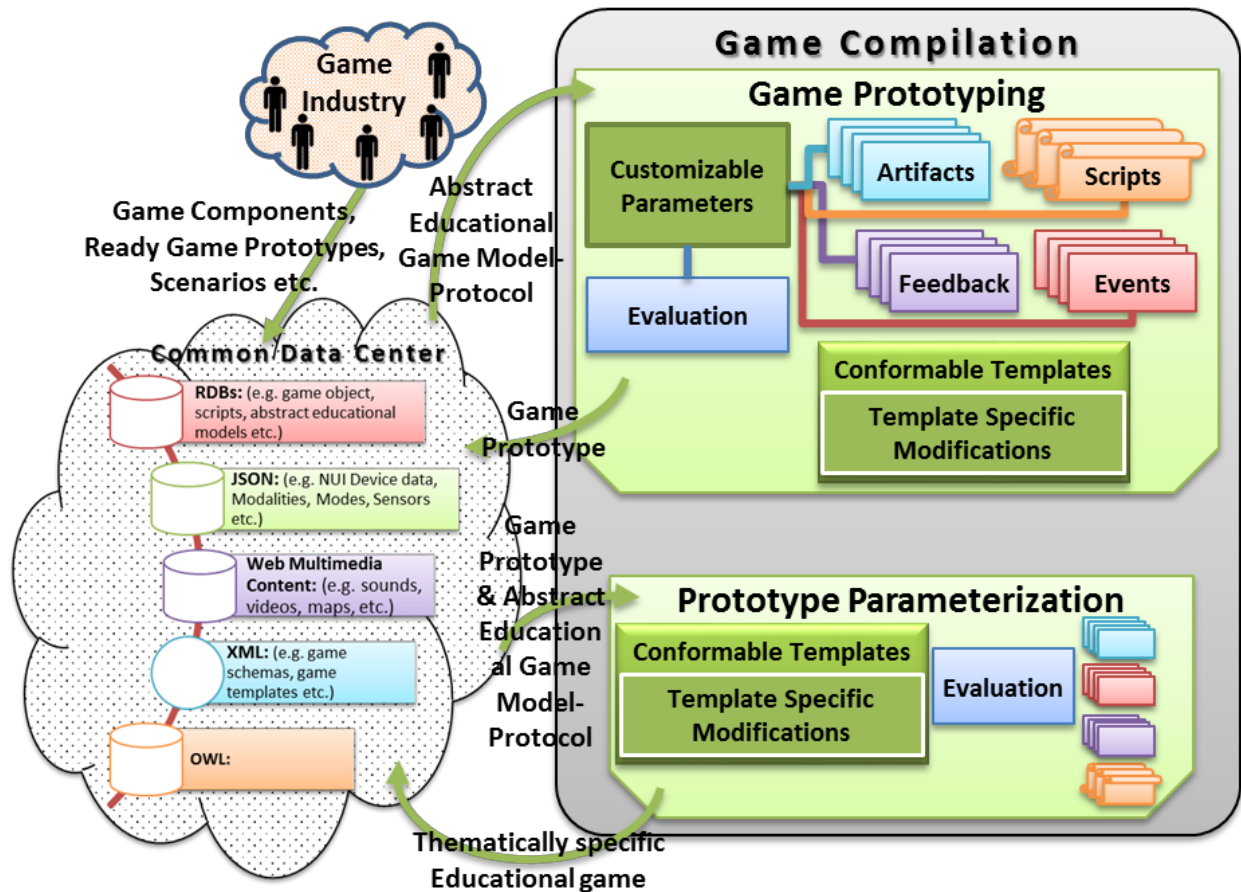 Game
Industry
Game Components,
Ready Game Prototypes,
Scenarios etc.
Abstract
Educational
Game Model-
Protocol
Common Data Center
RDBs: (e.g. game object,
scripts, abstract educational
models etc.)
JSON: (e.g. NUI Device data,
Modalities, Modes, Sensors
etc.)
Web Multimedia
Content: (e.g. sounds,
videos, maps, etc.)
XML: (e.g. game
schemas, game
templates etc.)
OWL:
Game
Prototype
Game
Prototype
& Abstract
Education
al Game
Model-
Protocol
Thematically specific
Educational game
Game Compilation
Game Prototyping
Customizable
Parameters
Artifacts
Scripts
Feedback
Events
Evaluation
Conformable Templates
Template Specific
Modifications
Prototype Parameterization
Conformable Templates
Template Specific
Modifications
Evaluation